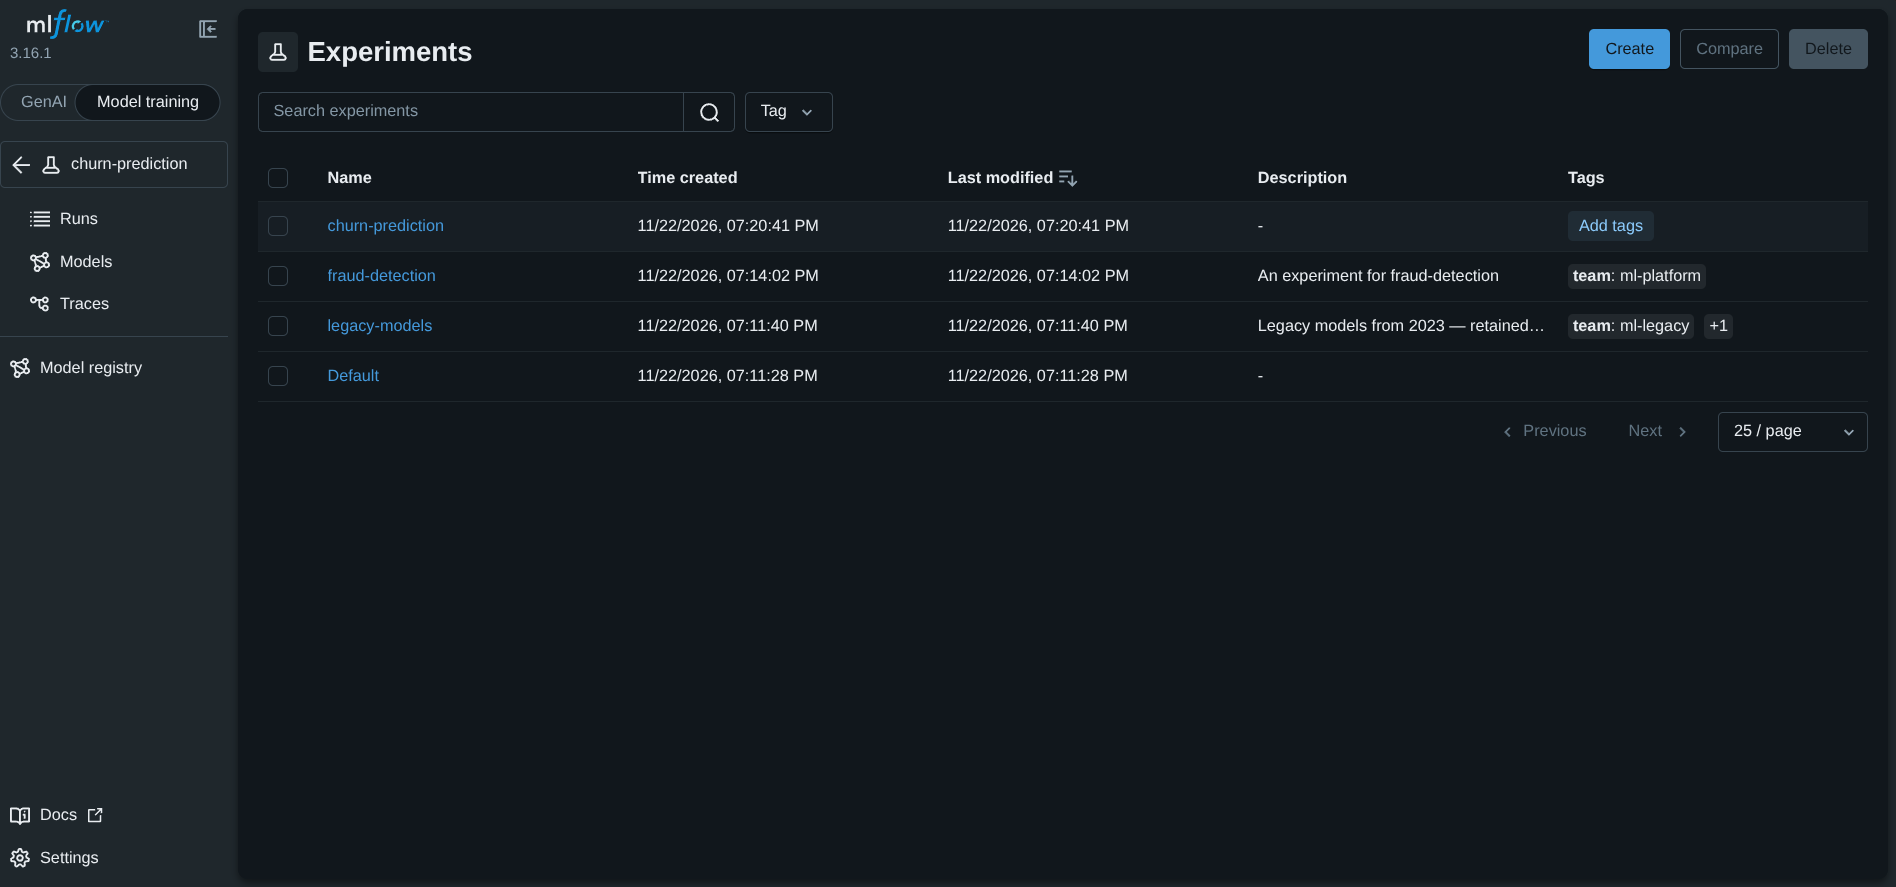 mlflow
3.16.1
GenAI Model training
churn-prediction
Runs
Models
Traces
Model registry
Docs
Settings
Experiments
Create Compare Delete
Search experiments Tag
Name Time created Last modified Description Tags
churn-prediction 11/22/2026, 07:20:41 PM 11/22/2026, 07:20:41 PM - Add tags
fraud-detection 11/22/2026, 07:14:02 PM 11/22/2026, 07:14:02 PM An experiment for fraud-detection team: ml-platform
legacy-models 11/22/2026, 07:11:40 PM 11/22/2026, 07:11:40 PM Legacy models from 2023 — retained… team: ml-legacy +1
Default 11/22/2026, 07:11:28 PM 11/22/2026, 07:11:28 PM -
Previous Next 25 / page